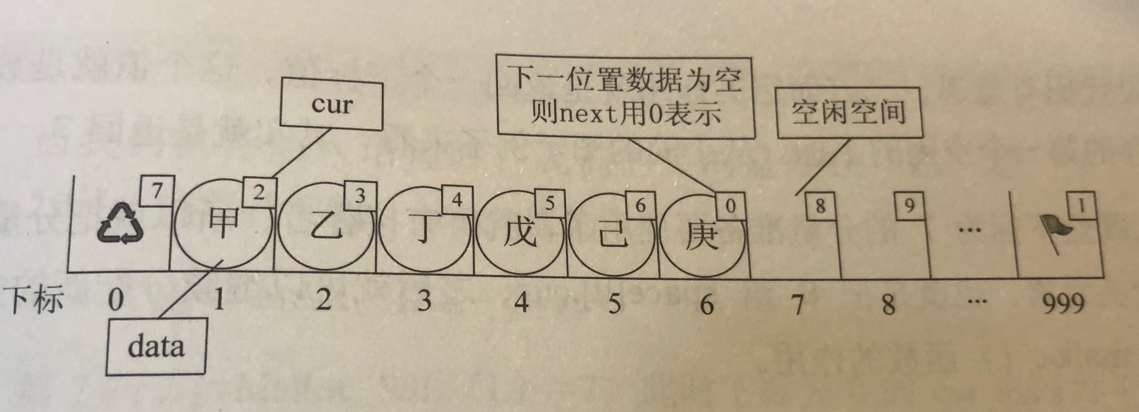 下一位置数据为空
则next用0表示
cur
空闲空间
7 2 3 4 5 6 0 8 9 1
甲 乙 丁 戊 己 庚 ...
下标 0 1 2 3 4 5 6 7 8 ... 999
data